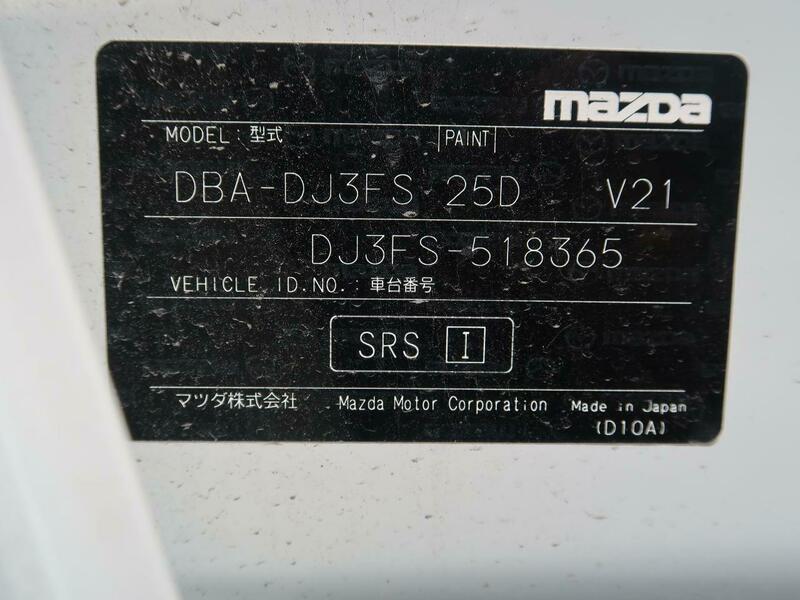 mazda
MODEL : 型式 PAINT
DBA-DJ3FS 25D V21
DJ3FS-518365
VEHICLE ID.NO. : 車台番号
SRS I
マツダ株式会社 Mazda Motor Corporation Made in Japan
(D10A)